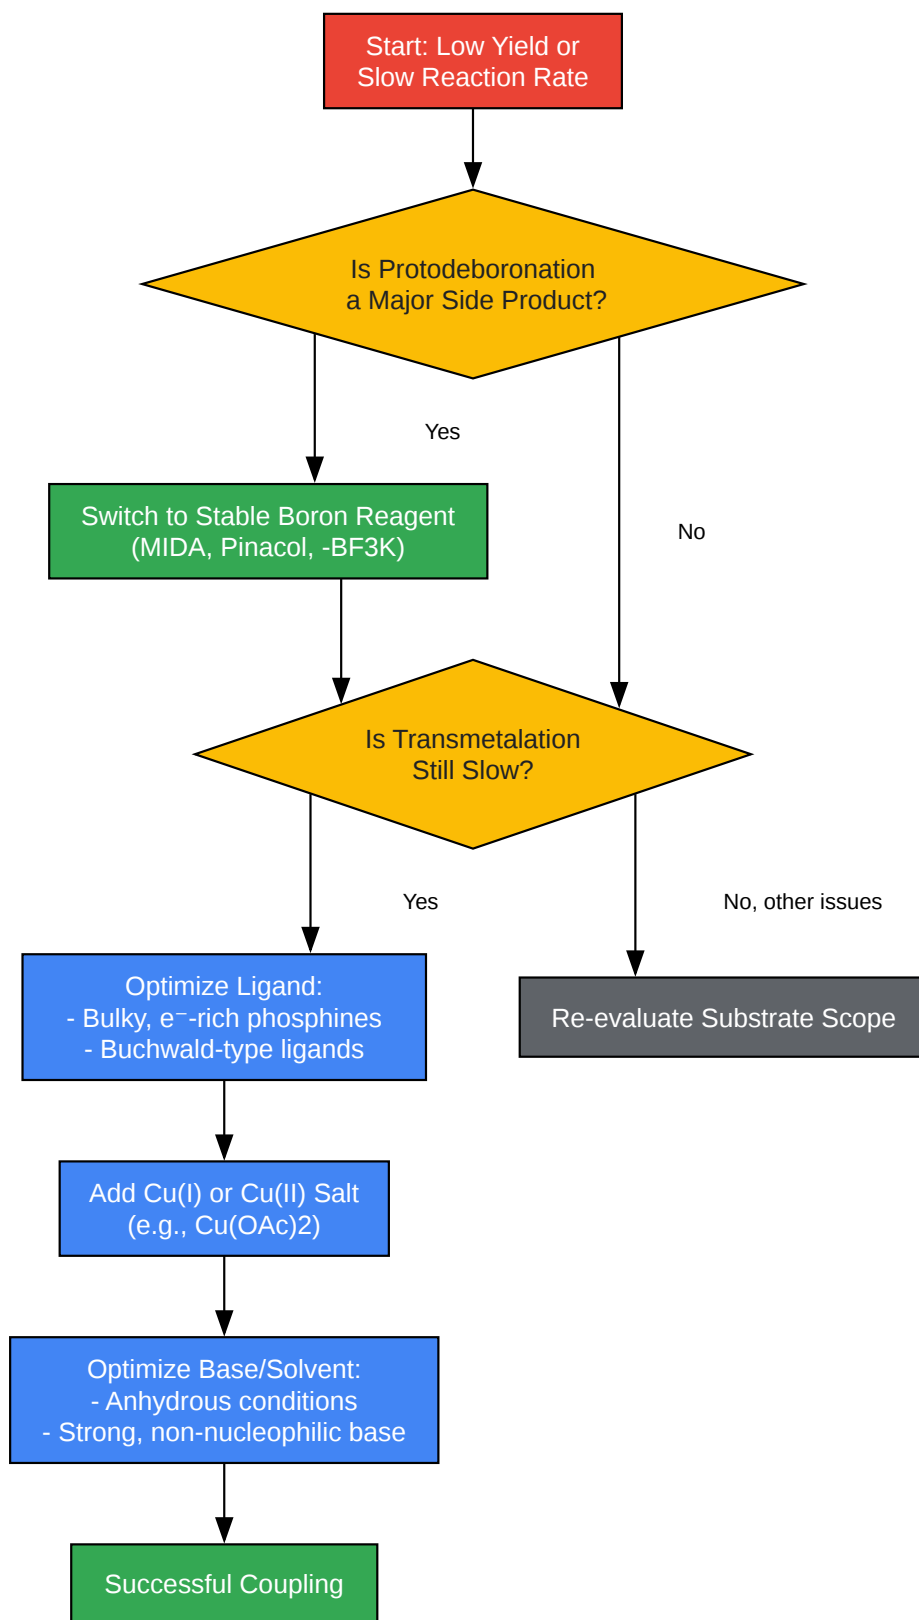 Start: Low Yield or
Slow Reaction Rate
Is Protodeboronation
a Major Side Product?
Yes
Switch to Stable Boron Reagent
(MIDA, Pinacol, -BF3K)
No
Is Transmetalation
Still Slow?
Yes
No, other issues
Optimize Ligand:
- Bulky, e⁻-rich phosphines
- Buchwald-type ligands
Re-evaluate Substrate Scope
Add Cu(I) or Cu(II) Salt
(e.g., Cu(OAc)2)
Optimize Base/Solvent:
- Anhydrous conditions
- Strong, non-nucleophilic base
Successful Coupling